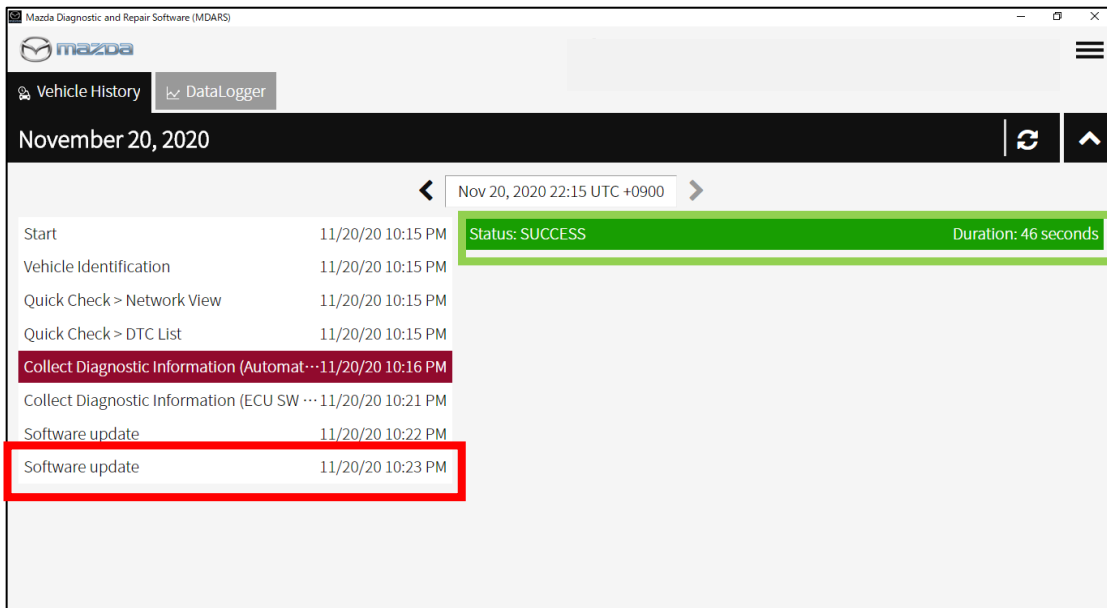 Mazda Diagnostic and Repair Software (MDARS)
mazda
Vehicle History
DataLogger
November 20, 2020
Nov 20, 2020 22:15 UTC +0900
Start 11/20/20 10:15 PM
Status: SUCCESS Duration: 46 seconds
Vehicle Identification 11/20/20 10:15 PM
Quick Check > Network View 11/20/20 10:15 PM
Quick Check > DTC List 11/20/20 10:15 PM
Collect Diagnostic Information (Automat⋯11/20/20 10:16 PM
Collect Diagnostic Information (ECU SW ⋯11/20/20 10:21 PM
Software update 11/20/20 10:22 PM
Software update 11/20/20 10:23 PM